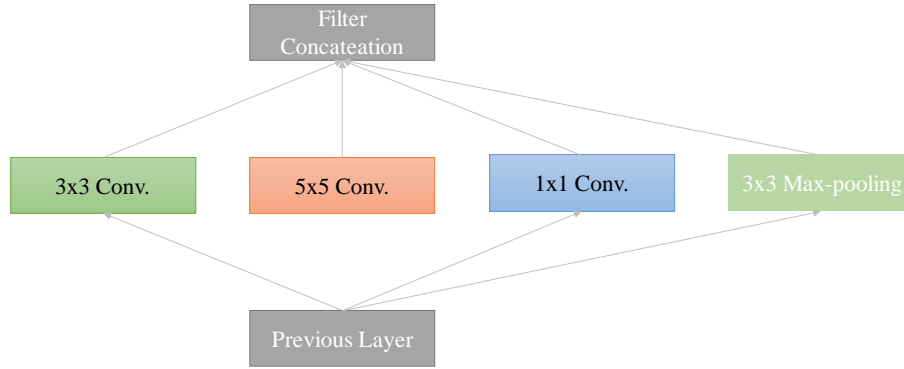 Filter
Concateation
3x3 Conv.
5x5 Conv.
1x1 Conv.
3x3 Max-pooling
Previous Layer